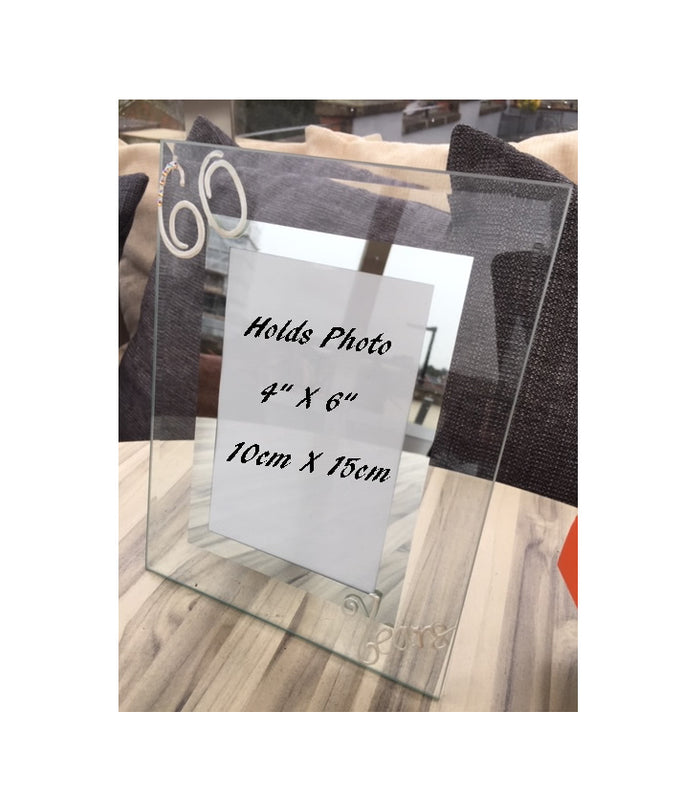 60
Holds Photo
4" X 6"
10cm X 15cm
Years